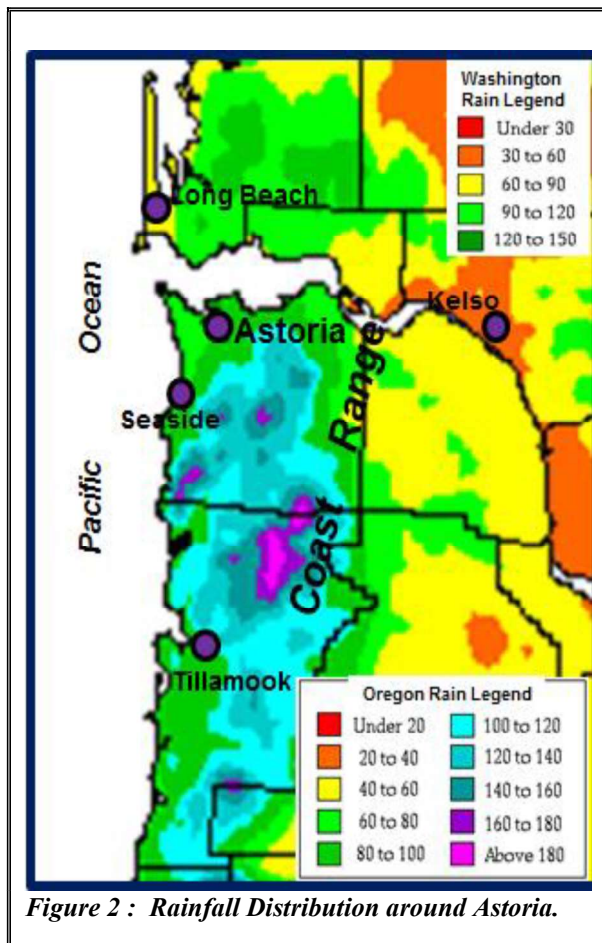 Washington
Rain Legend
Under 30
30 to 60
60 to 90
90 to 120
120 to 150
Long Beach
Ocean
Kelso
Astoria
Range
Seaside
Pacific
Coast
Tillamook
Oregon Rain Legend
Under 20
20 to 40
40 to 60
60 to 80
80 to 100
100 to 120
120 to 140
140 to 160
160 to 180
Above 180
Figure 2 : Rainfall Distribution around Astoria.